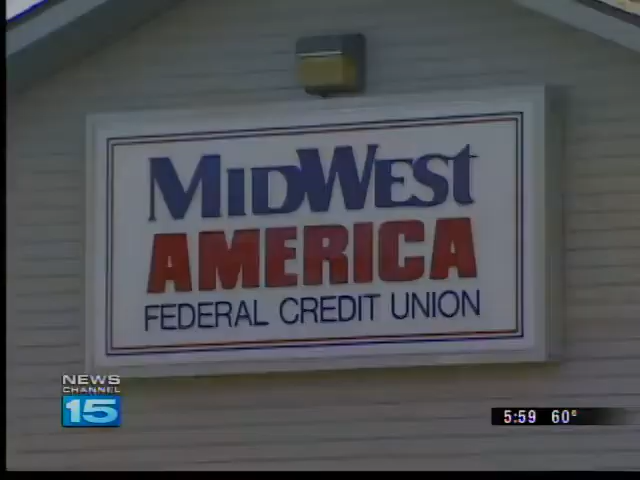 MIDWEST
AMERICA
FEDERAL CREDIT UNION
NEWS
CHANNEL
15
5:59 60°